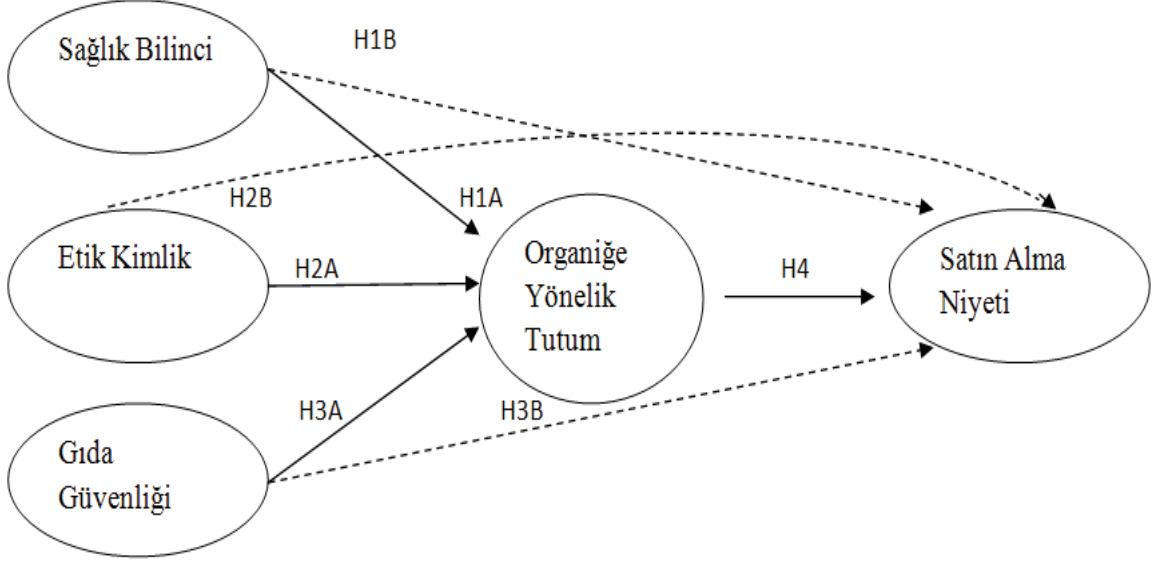 H1B
Sağlık Bilinci
H1A
H2B
Etik Kimlik
H2A
Organiğe
Yönelik
Tutum
H4
Satın Alma
Niyeti
H3A
H3B
Gıda
Güvenliği